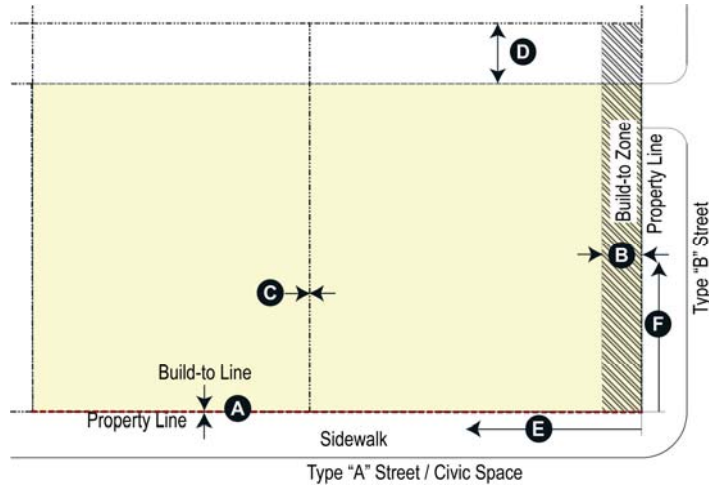 D
Build-to Zone
Property Line
B
Type "B" Street
C
F
Build-to Line
A
Property Line
E
Sidewalk
Type "A" Street / Civic Space